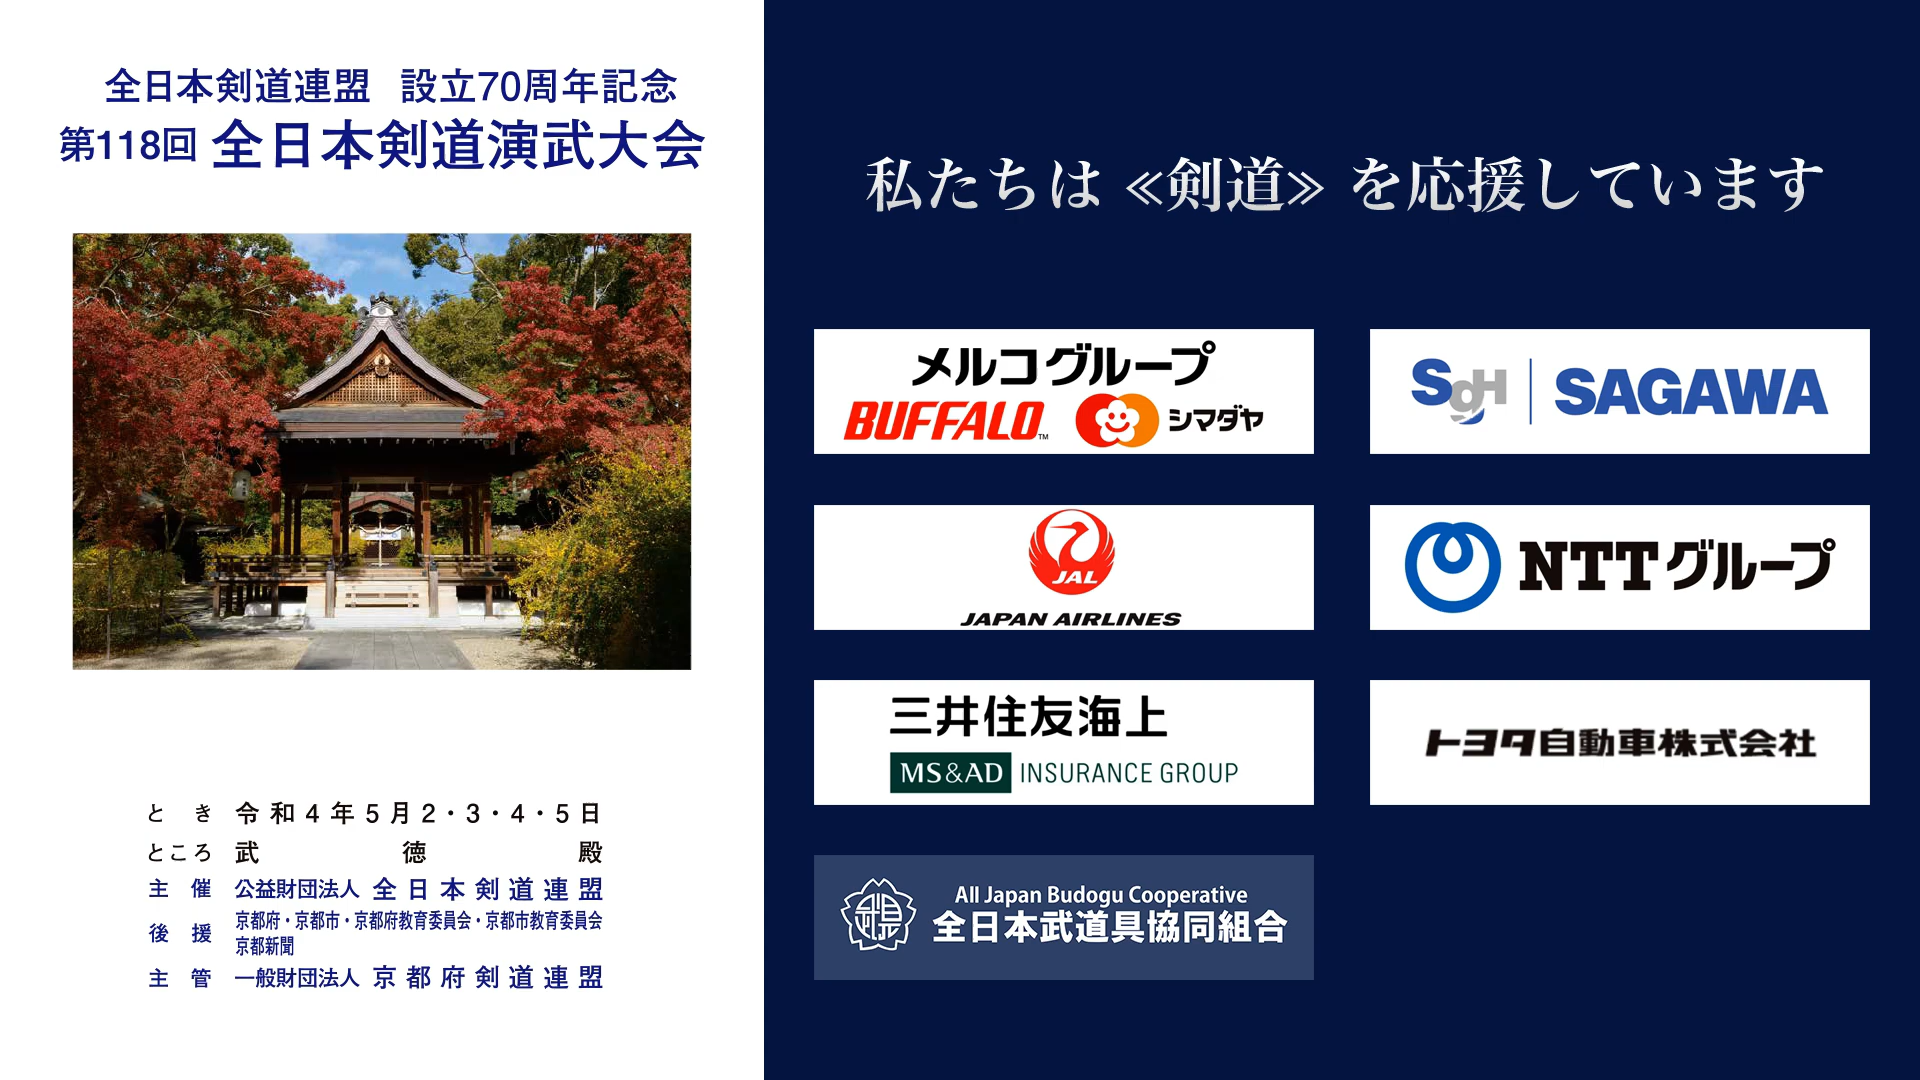 全日本剣道連盟 設立70周年記念
第118回 全日本剣道演武大会
とき 令和4年5月2・3・4・5日
ところ 武徳殿
主催 公益財団法人 全日本剣道連盟
後援 京都府・京都市・京都府教育委員会・京都市教育委員会
京都新聞
主管 一般財団法人 京都府剣道連盟
私たちは ≪剣道≫ を応援しています
メルコグループ
BUFFALO™ シマダヤ
SGH SAGAWA
JAL
JAPAN AIRLINES
NTTグループ
三井住友海上
MS&AD INSURANCE GROUP
トヨタ自動車株式会社
All Japan Budogu Cooperative
全日本武道具協同組合